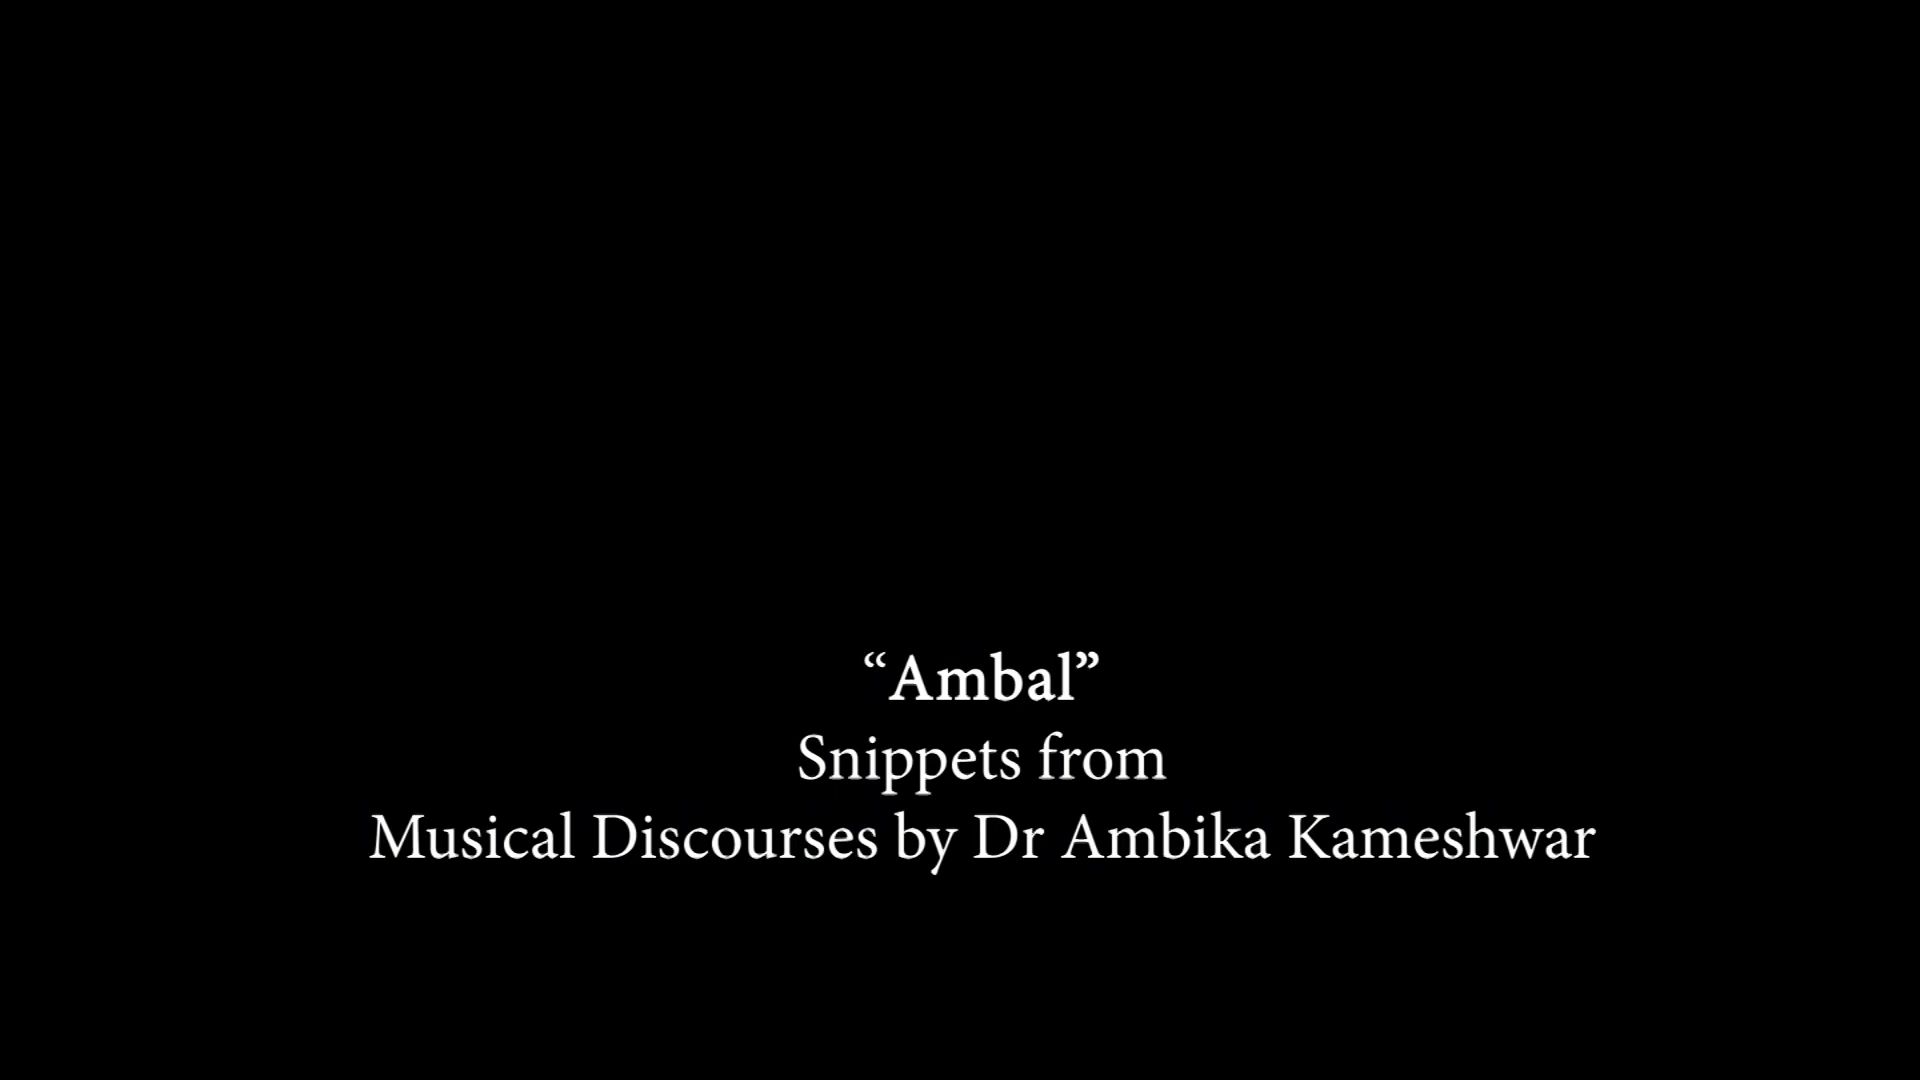 “Ambal”
Snippets from
Musical Discourses by Dr Ambika Kameshwar